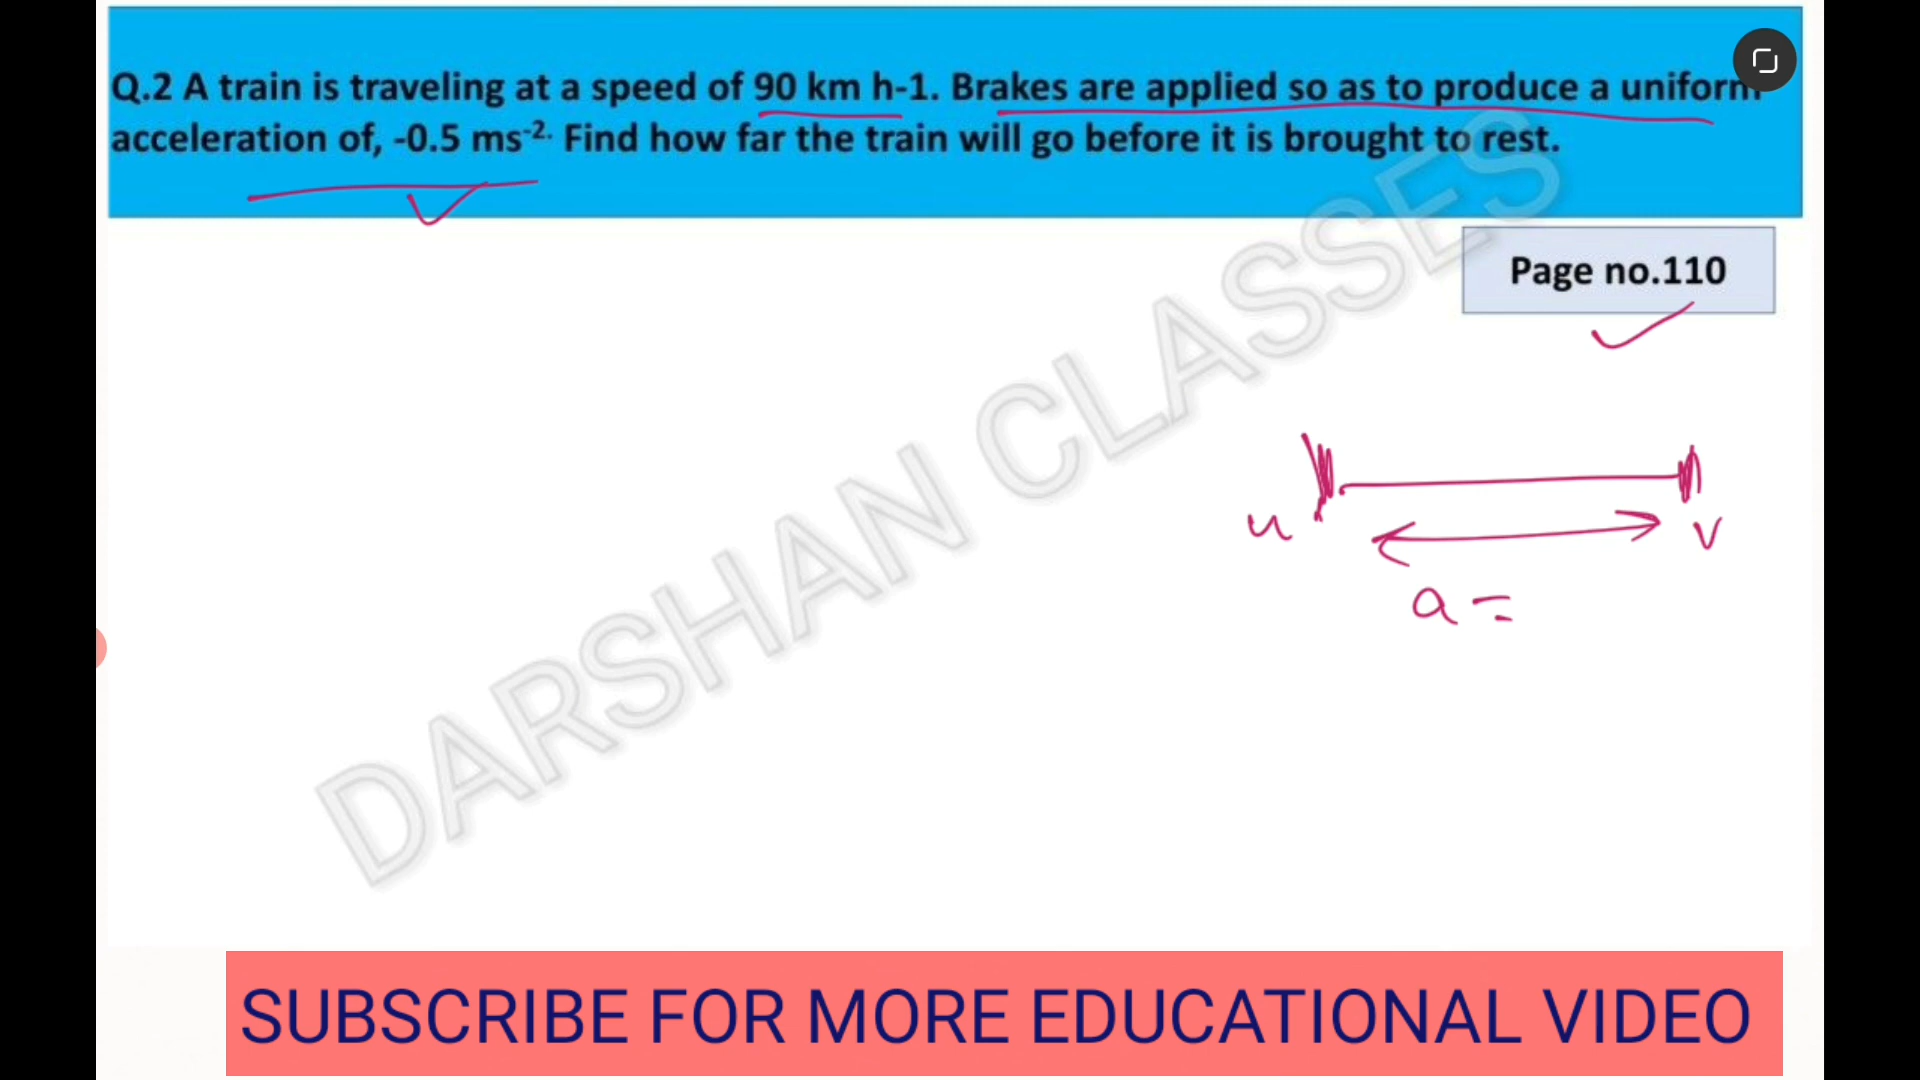 Q.2 A train is traveling at a speed of 90 km h-1. Brakes are applied so as to produce a uniform
acceleration of, -0.5 ms⁻²· Find how far the train will go before it is brought to rest.
Page no.110
DARSHAN CLASSES
u v
a =
SUBSCRIBE FOR MORE EDUCATIONAL VIDEO